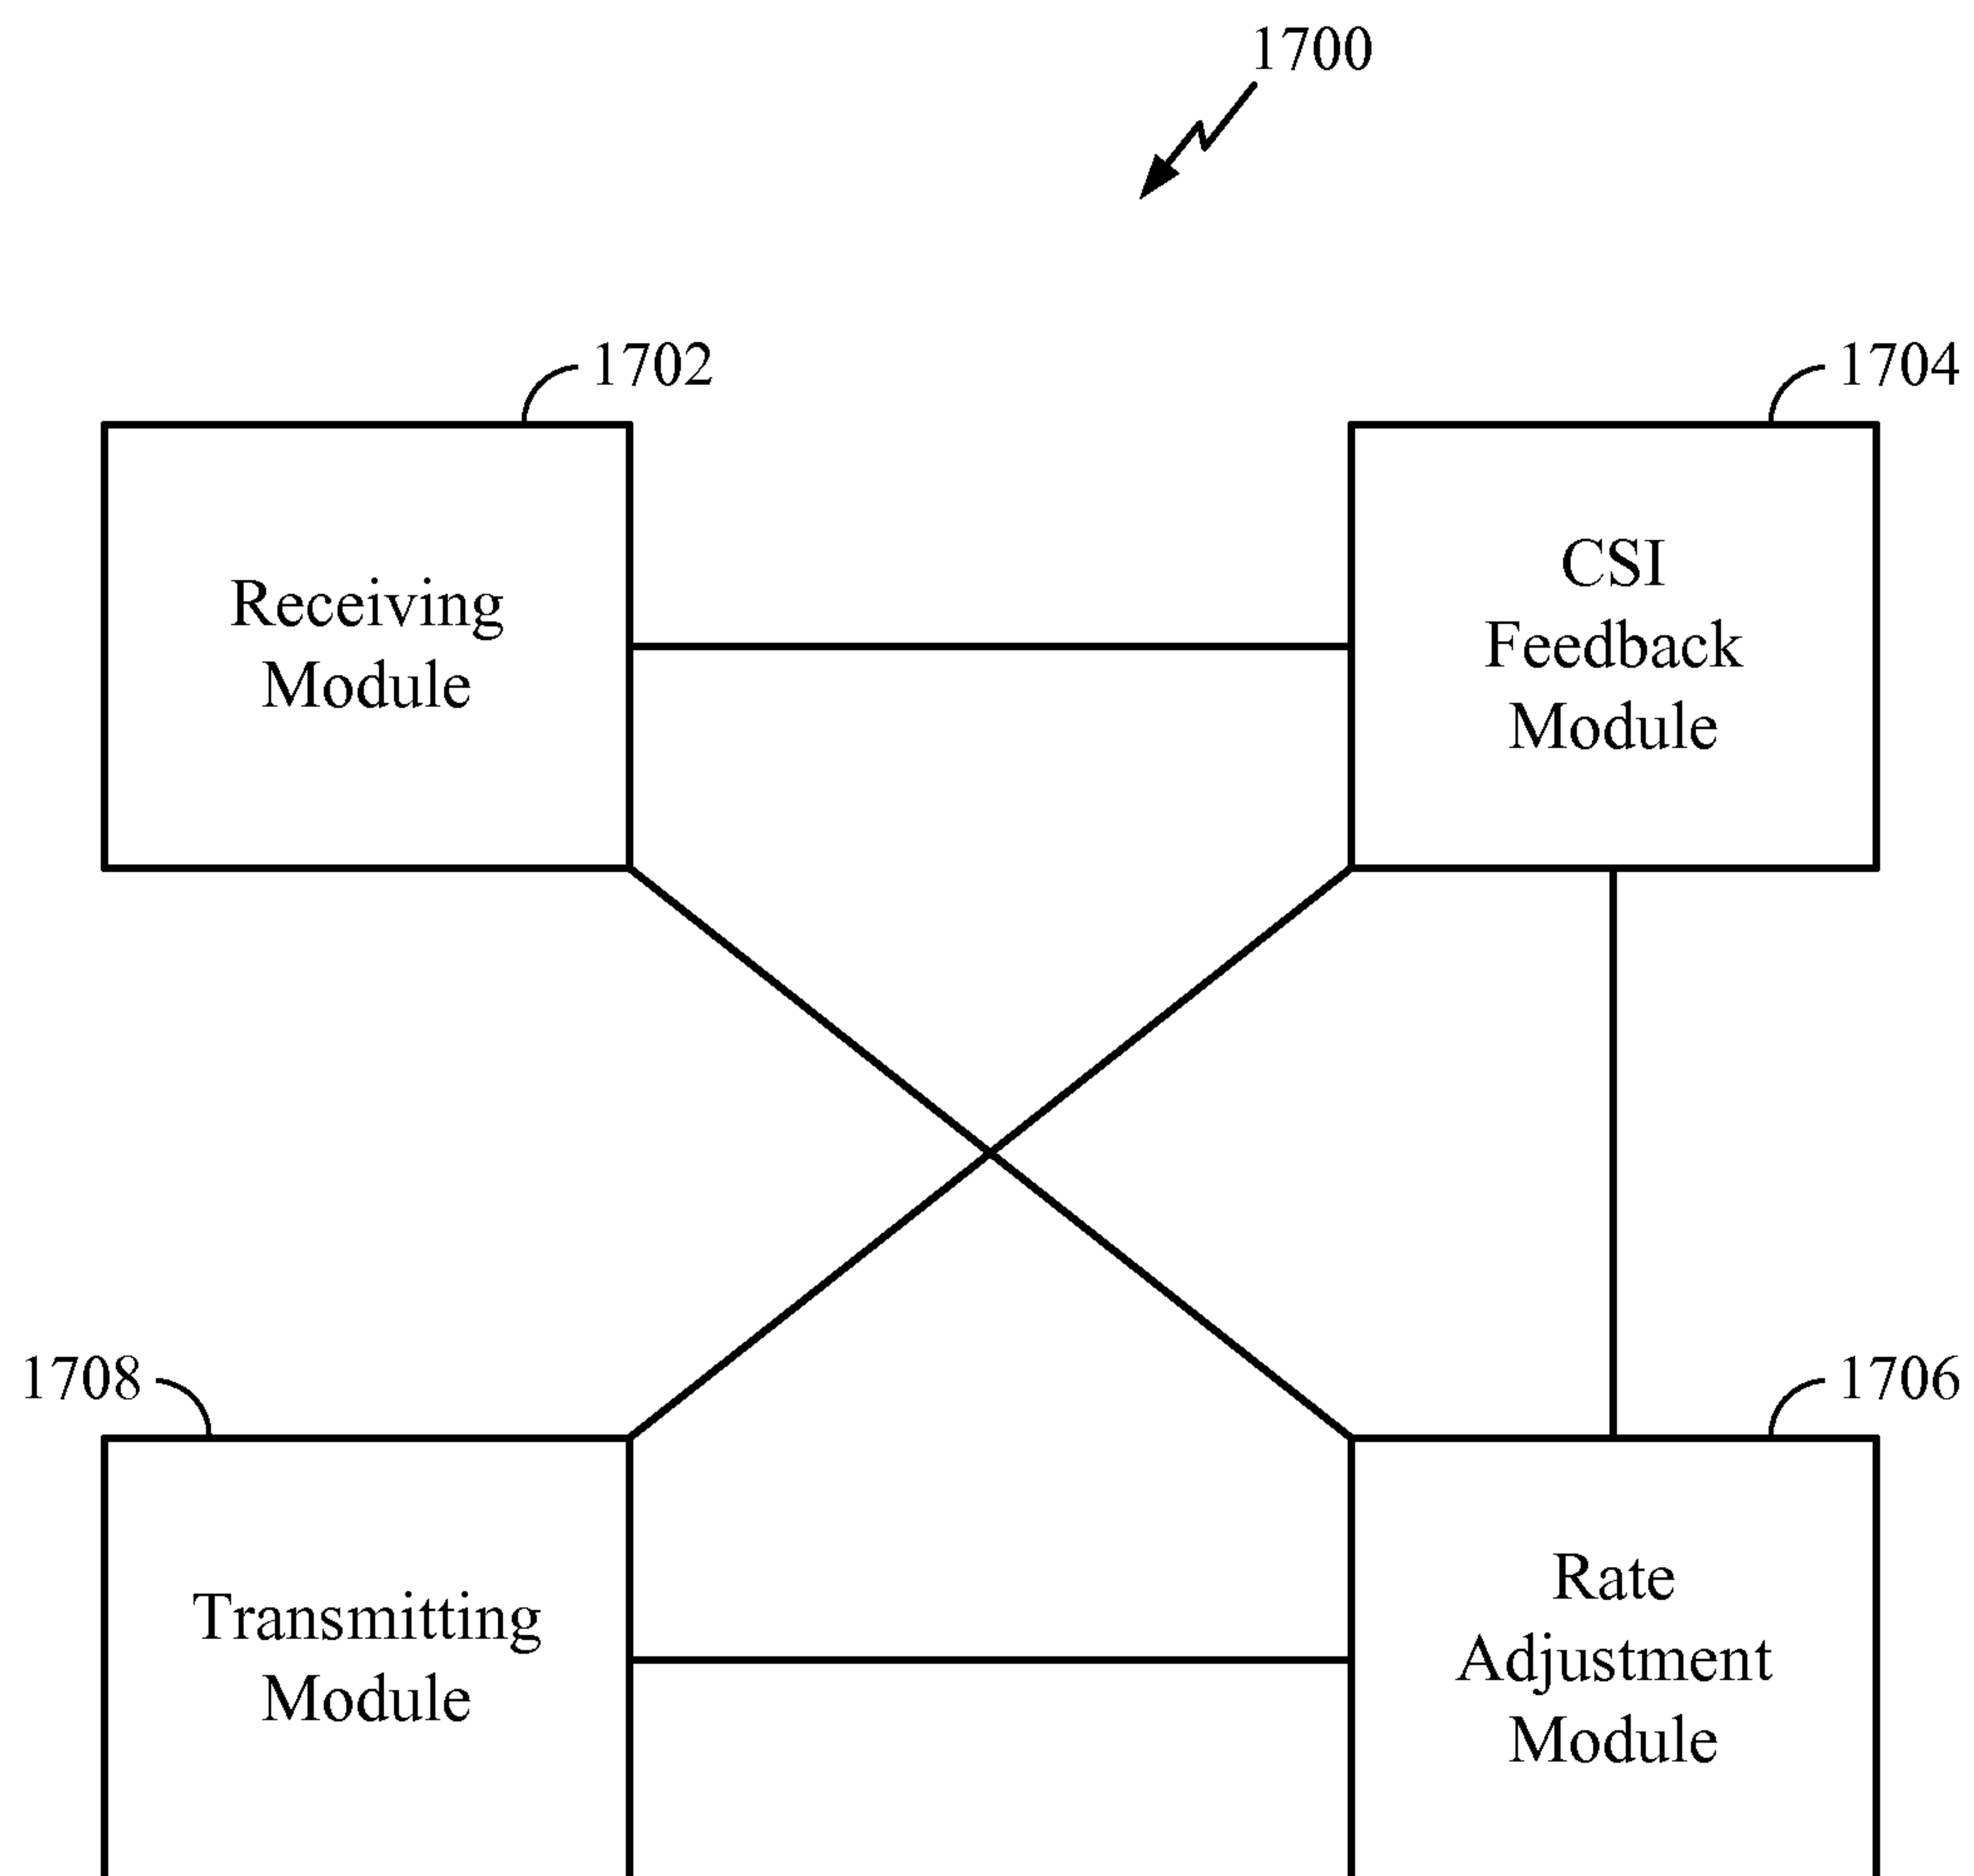 1700
1702
1704
Receiving
Module
CSI
Feedback
Module
1708
1706
Transmitting
Module
Rate
Adjustment
Module